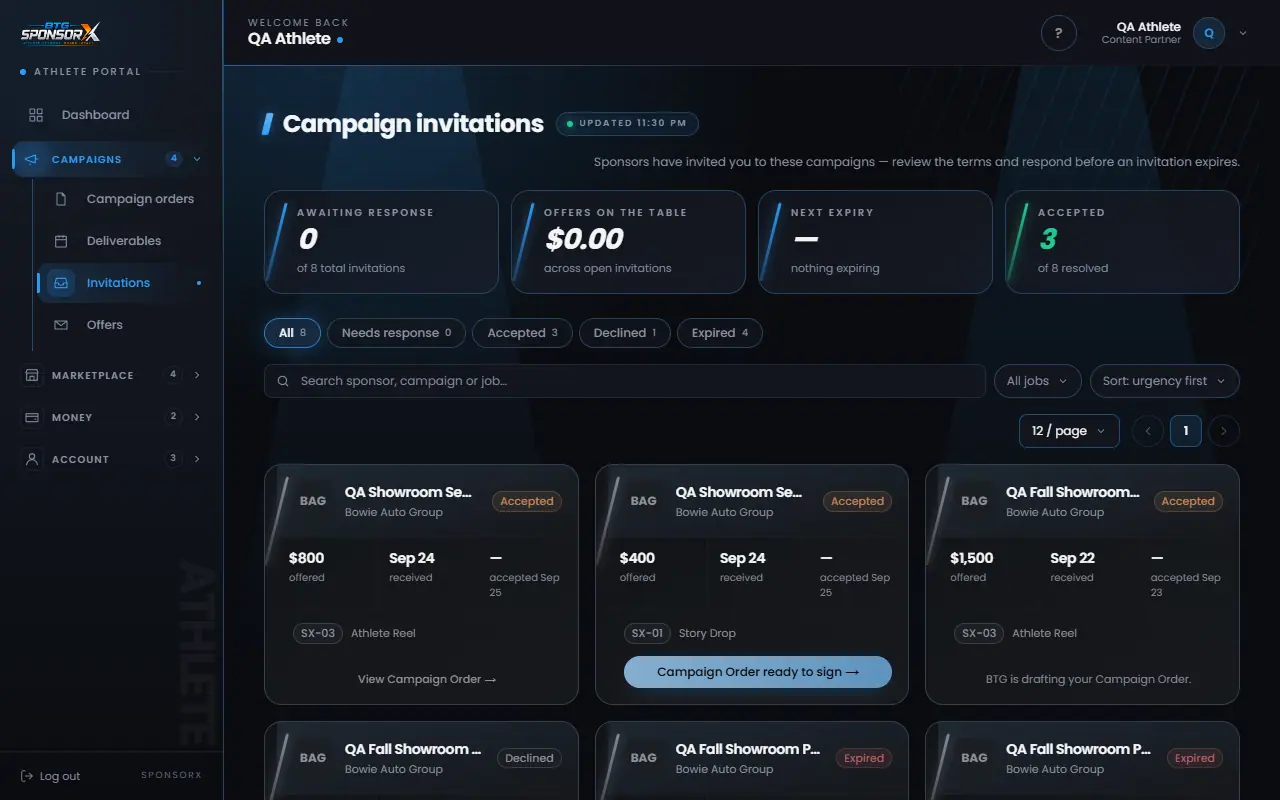 BTG
SPONSORX
ATHLETE PORTAL
Dashboard
CAMPAIGNS 4
Campaign orders
Deliverables
Invitations
Offers
MARKETPLACE 4
MONEY 2
ACCOUNT 3
ATHLETE
Log out SPONSORX
WELCOME BACK
QA Athlete
?
QA Athlete
Content Partner
Q
Campaign invitations
UPDATED 11:30 PM
Sponsors have invited you to these campaigns — review the terms and respond before an invitation expires.
AWAITING RESPONSE
0
of 8 total invitations
OFFERS ON THE TABLE
$0.00
across open invitations
NEXT EXPIRY
—
nothing expiring
ACCEPTED
3
of 8 resolved
All 8 Needs response 0 Accepted 3 Declined 1 Expired 4
Search sponsor, campaign or job...
All jobs
Sort: urgency first
12 / page
1
BAG
QA Showroom Se...
Bowie Auto Group
Accepted
$800
offered
Sep 24
received
—
accepted Sep
25
SX-03 Athlete Reel
View Campaign Order →
BAG
QA Showroom Se...
Bowie Auto Group
Accepted
$400
offered
Sep 24
received
—
accepted Sep
25
SX-01 Story Drop
Campaign Order ready to sign →
BAG
QA Fall Showroom...
Bowie Auto Group
Accepted
$1,500
offered
Sep 22
received
—
accepted Sep
23
SX-03 Athlete Reel
BTG is drafting your Campaign Order.
BAG
QA Fall Showroom ...
Bowie Auto Group
Declined
BAG
QA Fall Showroom P...
Bowie Auto Group
Expired
BAG
QA Fall Showroom P...
Bowie Auto Group
Expired